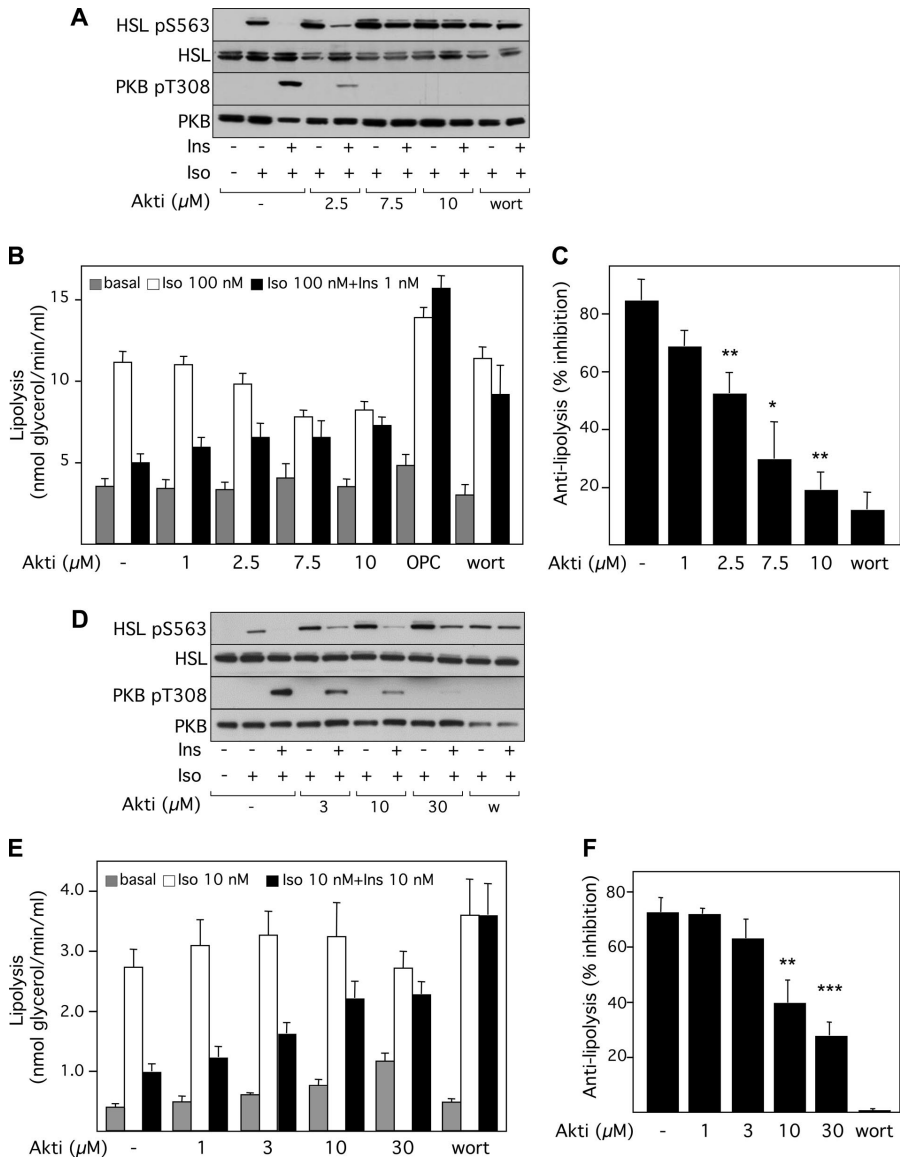 A
HSL pS563
HSL
PKB pT308
PKB
Ins - - + - + - + - + - +
Iso - + + + + + + + + + +
Akti (µM) - 2.5 7.5 10 wort
B
basal Iso 100 nM Iso 100 nM+Ins 1 nM
Lipolysis
(nmol glycerol/min/ml)
15
10
5
Akti (µM) - 1 2.5 7.5 10 OPC wort
C
Anti-lipolysis (% inhibition)
80
60
40
20
** * **
Akti (µM) - 1 2.5 7.5 10 wort
D
HSL pS563
HSL
PKB pT308
PKB
Ins - - + - + - + - + - +
Iso - + + + + + + + + + +
Akti (µM) - 3 10 30 w
E
basal Iso 10 nM Iso 10 nM+Ins 10 nM
Lipolysis
(nmol glycerol/min/ml)
4.0
3.0
2.0
1.0
Akti (µM) - 1 3 10 30 wort
F
Anti-lipolysis (% inhibition)
80
60
40
20
** ***
Akti (µM) - 1 3 10 30 wort